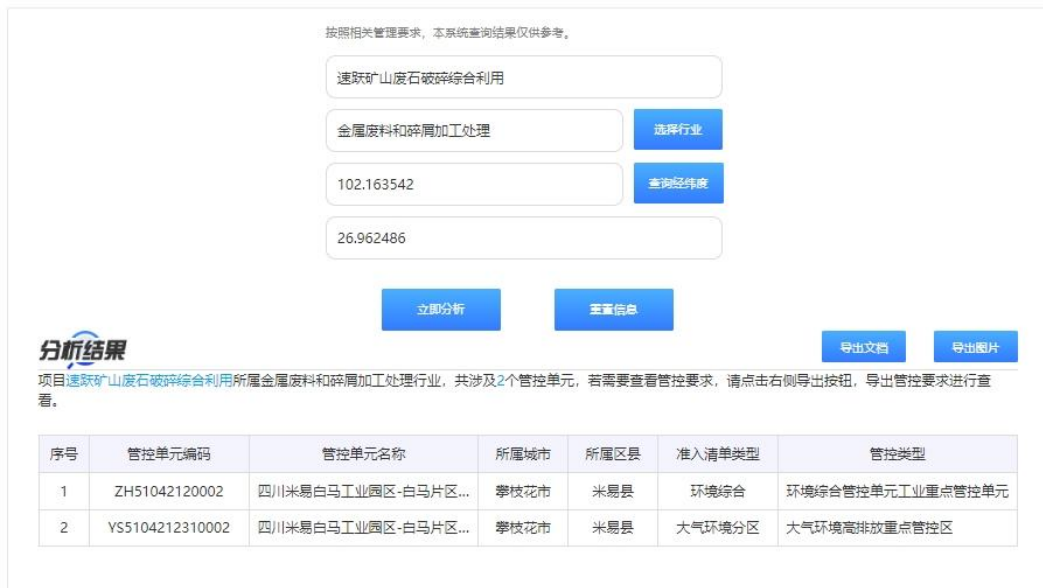 按照相关管理要求，本系统查询结果仅供参考。
速跃矿山废石破碎综合利用
金属废料和碎屑加工处理 选择行业
102.163542 查询经纬度
26.962486
立即分析 重置信息
分析结果 导出文档 导出图片
项目速跃矿山废石破碎综合利用所属金属废料和碎屑加工处理行业，共涉及2个管控单元，若需要查看管控要求，请点击右侧导出按钮，导出管控要求进行查
看。
序号 管控单元编码 管控单元名称 所属城市 所属区县 准入清单类型 管控类型
1 ZH51042120002 四川米易白马工业园区-白马片区... 攀枝花市 米易县 环境综合 环境综合管控单元工业重点管控单元
2 YS5104212310002 四川米易白马工业园区-白马片区... 攀枝花市 米易县 大气环境分区 大气环境高排放重点管控区